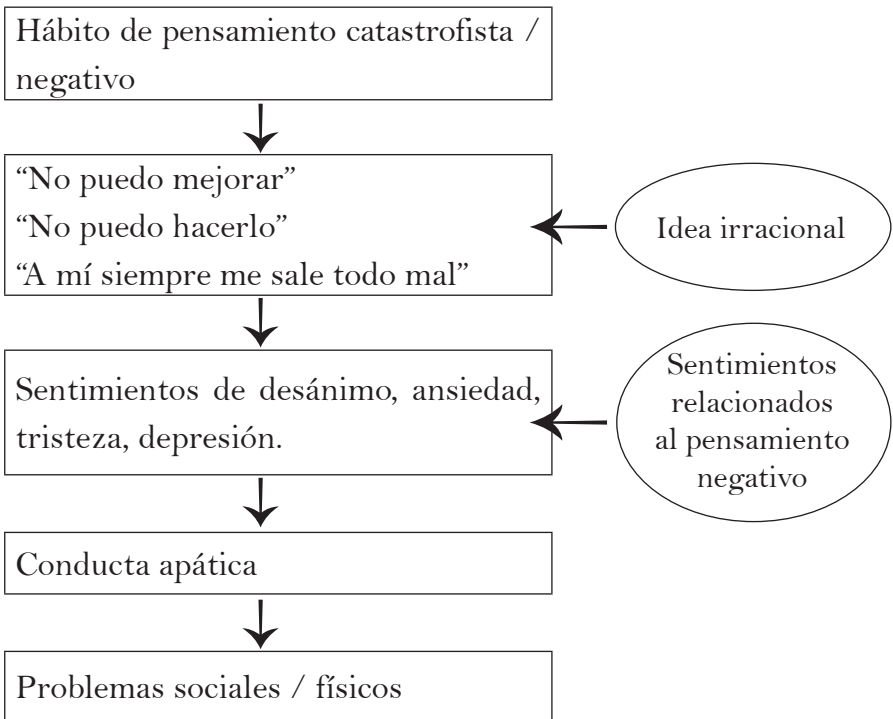 Hábito de pensamiento catastrofista /
negativo
“No puedo mejorar”
“No puedo hacerlo”
“A mí siempre me sale todo mal”
Idea irracional
Sentimientos de desánimo, ansiedad,
tristeza, depresión.
Sentimientos
relacionados
al pensamiento
negativo
Conducta apática
Problemas sociales / físicos